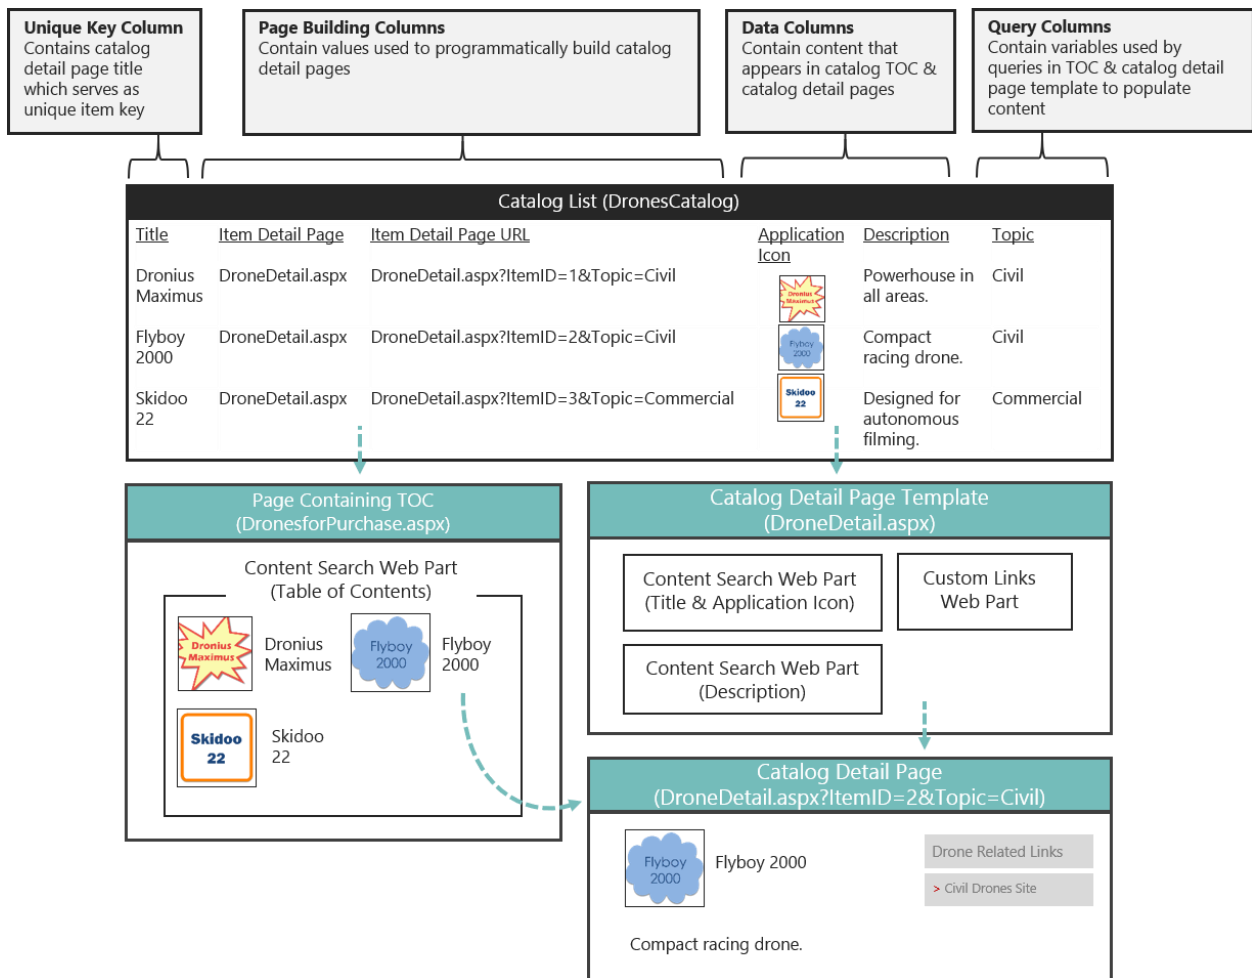 Unique Key Column
Contains catalog
detail page title
which serves as
unique item key
Page Building Columns
Contain values used to programmatically build catalog
detail pages
Data Columns
Contain content that
appears in catalog TOC &
catalog detail pages
Query Columns
Contain variables used by
queries in TOC & catalog detail
page template to populate
content
Catalog List (DronesCatalog)
Title
Item Detail Page
Item Detail Page URL
Application
Icon
Description
Topic
Dronius
Maximus
DroneDetail.aspx
DroneDetail.aspx?ItemID=1&Topic=Civil
Dronius
Maximus
Powerhouse in
all areas.
Civil
Flyboy
2000
DroneDetail.aspx
DroneDetail.aspx?ItemID=2&Topic=Civil
Flyboy
2000
Compact
racing drone.
Civil
Skidoo
22
DroneDetail.aspx
DroneDetail.aspx?ItemID=3&Topic=Commercial
Skidoo
22
Designed for
autonomous
filming.
Commercial
Page Containing TOC
(DronesforPurchase.aspx)
Content Search Web Part
(Table of Contents)
Dronius
Maximus
Dronius
Maximus
Flyboy
2000
Flyboy
2000
Skidoo
22
Skidoo
22
Catalog Detail Page Template
(DroneDetail.aspx)
Content Search Web Part
(Title & Application Icon)
Custom Links
Web Part
Content Search Web Part
(Description)
Catalog Detail Page
(DroneDetail.aspx?ItemID=2&Topic=Civil)
Flyboy
2000
Flyboy 2000
Drone Related Links
> Civil Drones Site
Compact racing drone.